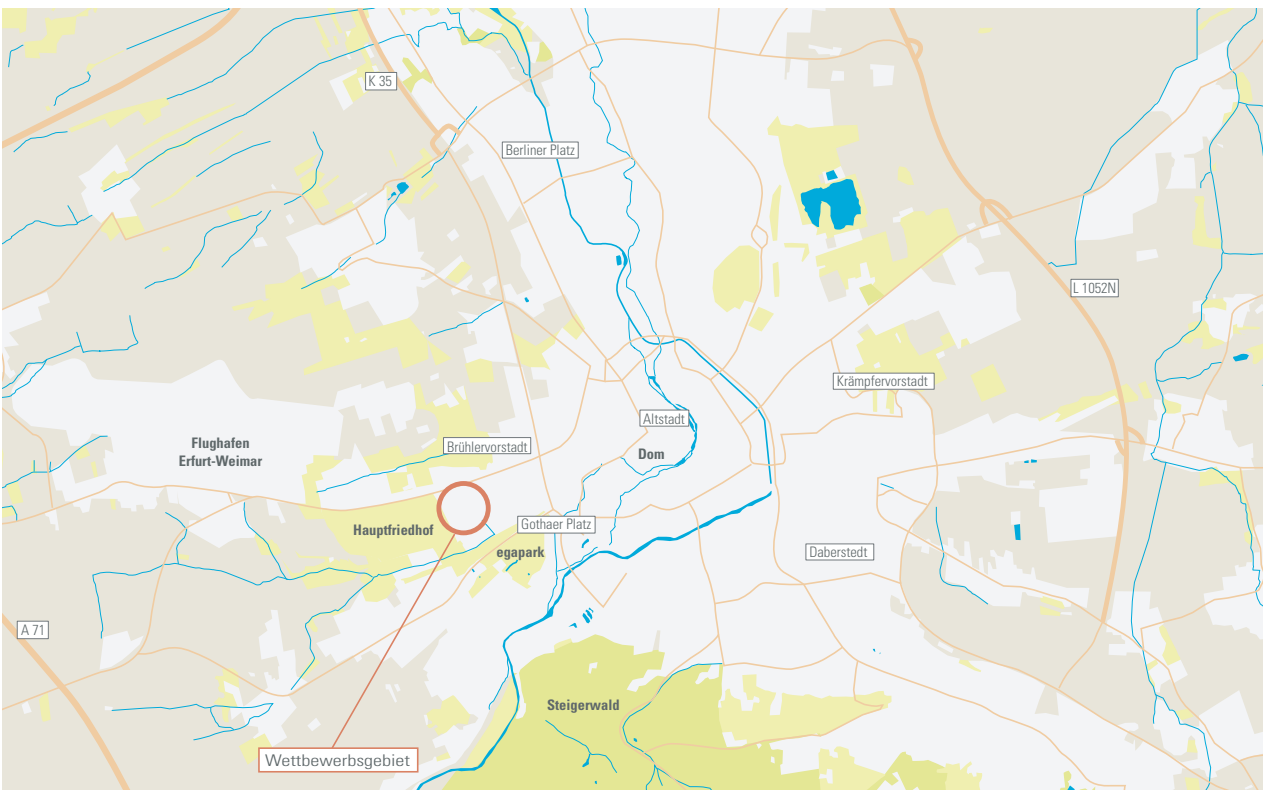 K 35
Berliner Platz
L 1052N
Krämpfervorstadt
Altstadt
Flughafen
Erfurt-Weimar
Brühlervorstadt
Dom
Hauptfriedhof
Gothaer Platz
egapark
Daberstedt
A 71
Steigerwald
Wettbewerbsgebiet